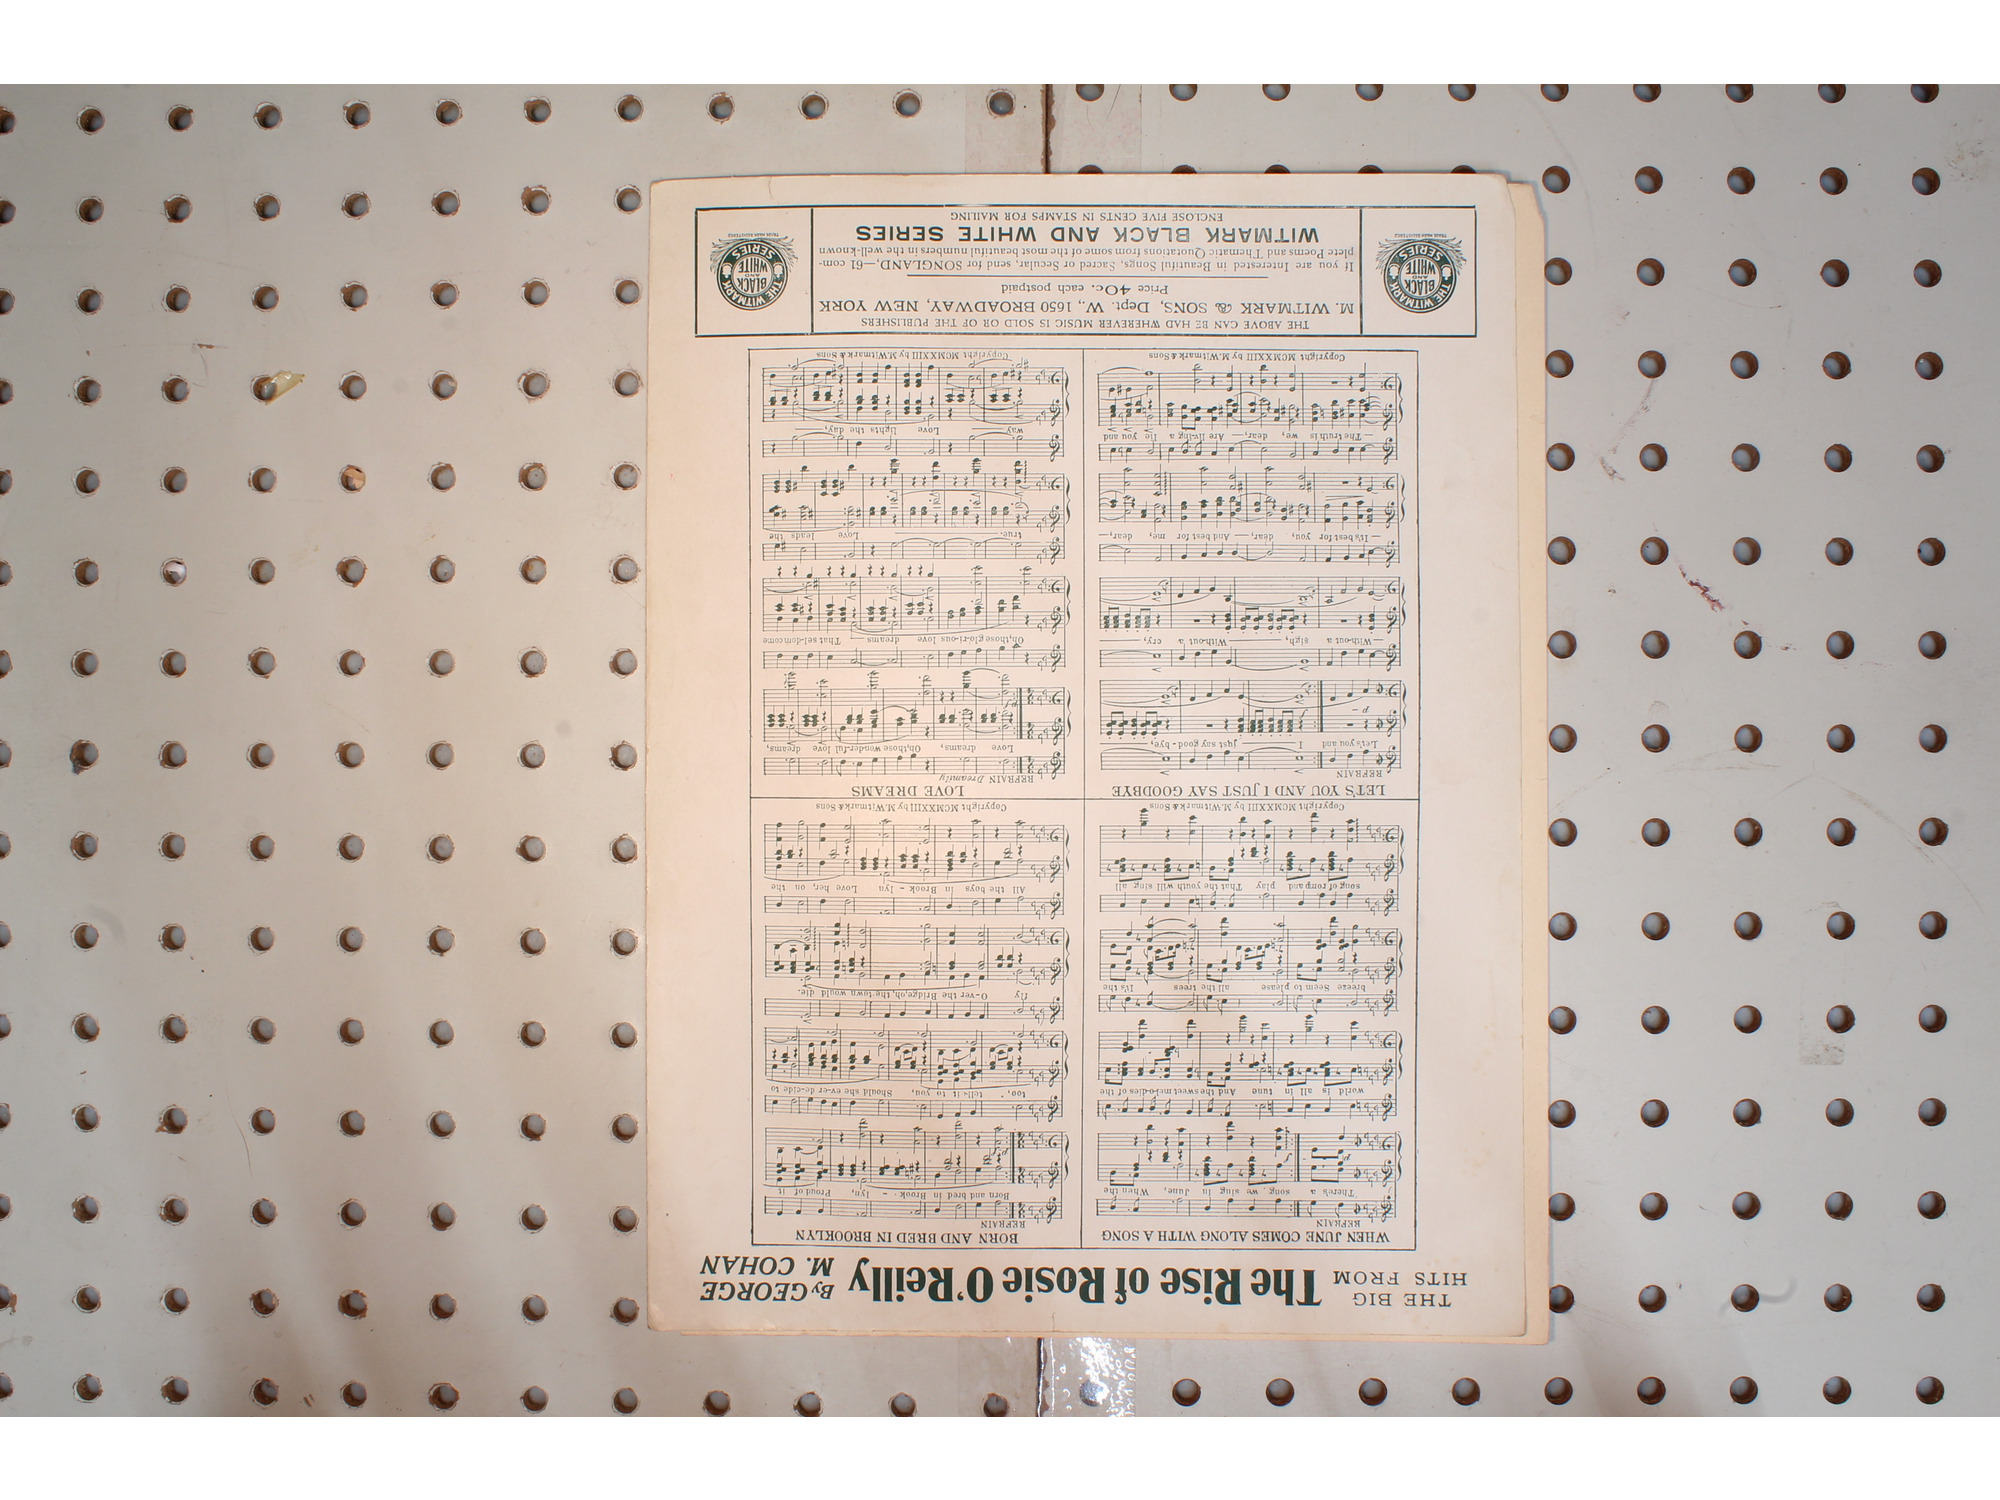 THE BIG
HITS FROM
The Rise of Rosie O'Reilly
By GEORGE
M. COHAN
WHEN JUNE COMES ALONG WITH A SONG
REFRAIN
There's a song we sing in June, When the
world is all in tune And the sweet mel-o-dies of the
breeze Seem to please all the trees It's the
song of romp and play That the youth will sing all
Copyright MCMXXIII by M. Witmark & Sons
BORN AND BRED IN BROOKLYN
REFRAIN
Born and bred in Brook - lyn, Proud of it
too, tells it to you, Should she ev-er de-cide to
fly O-ver the Bridge, oh, the town would die.
All the boys in Brook - lyn Love her, on the
Copyright MCMXXIII by M. Witmark & Sons
LET'S YOU AND I JUST SAY GOODBYE
REFRAIN
Let's you and I just say good - bye,
With-out a sigh, With-out a cry;
It's best for you, dear, And best for me, dear,
The truth is we, dear, Are liv-ing a lie you and
Copyright MCMXXIII by M. Witmark & Sons
LOVE DREAMS
REFRAIN Dreamily
Love dreams, Oh, those won-der-ful love dreams,
Oh, those glo-ri-ous love dreams That sel-dom come
true. Love leads the
way Love lights the day,
Copyright MCMXXIII by M. Witmark & Sons
THE ABOVE CAN BE HAD WHEREVER MUSIC IS SOLD OR OF THE PUBLISHERS
M. WITMARK & SONS, Dept. W., 1650 BROADWAY, NEW YORK
Price 40c. each postpaid
If you are Interested in Beautiful Songs, Sacred or Secular, send for SONGLAND,—61—com-
plete Poems and Thematic Quotations from some of the most beautiful numbers in the well-known
WITMARK BLACK AND WHITE SERIES
ENCLOSE FIVE CENTS IN STAMPS FOR MAILING
THE WITMARK
BLACK
AND
WHITE
SERIES
TRADE MARK REGISTERED
THE WITMARK
BLACK
AND
WHITE
SERIES
TRADE MARK REGISTERED